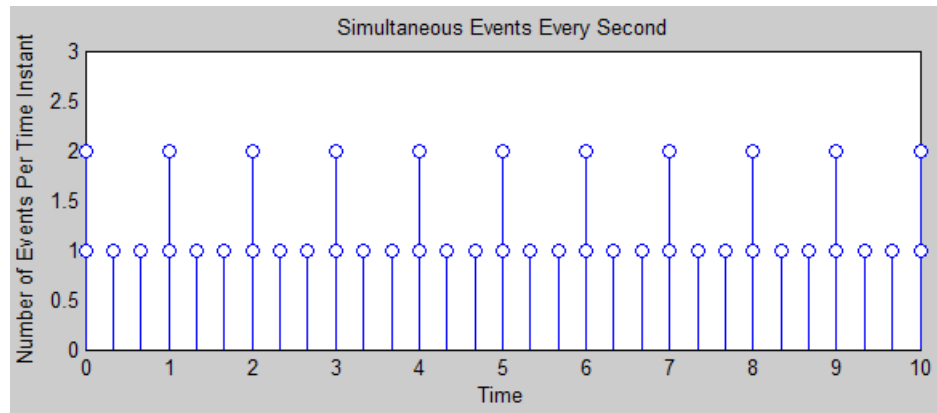 Simultaneous Events Every Second
Number of Events Per Time Instant
3
2.5
2
1.5
1
0.5
0
0 1 2 3 4 5 6 7 8 9 10
Time